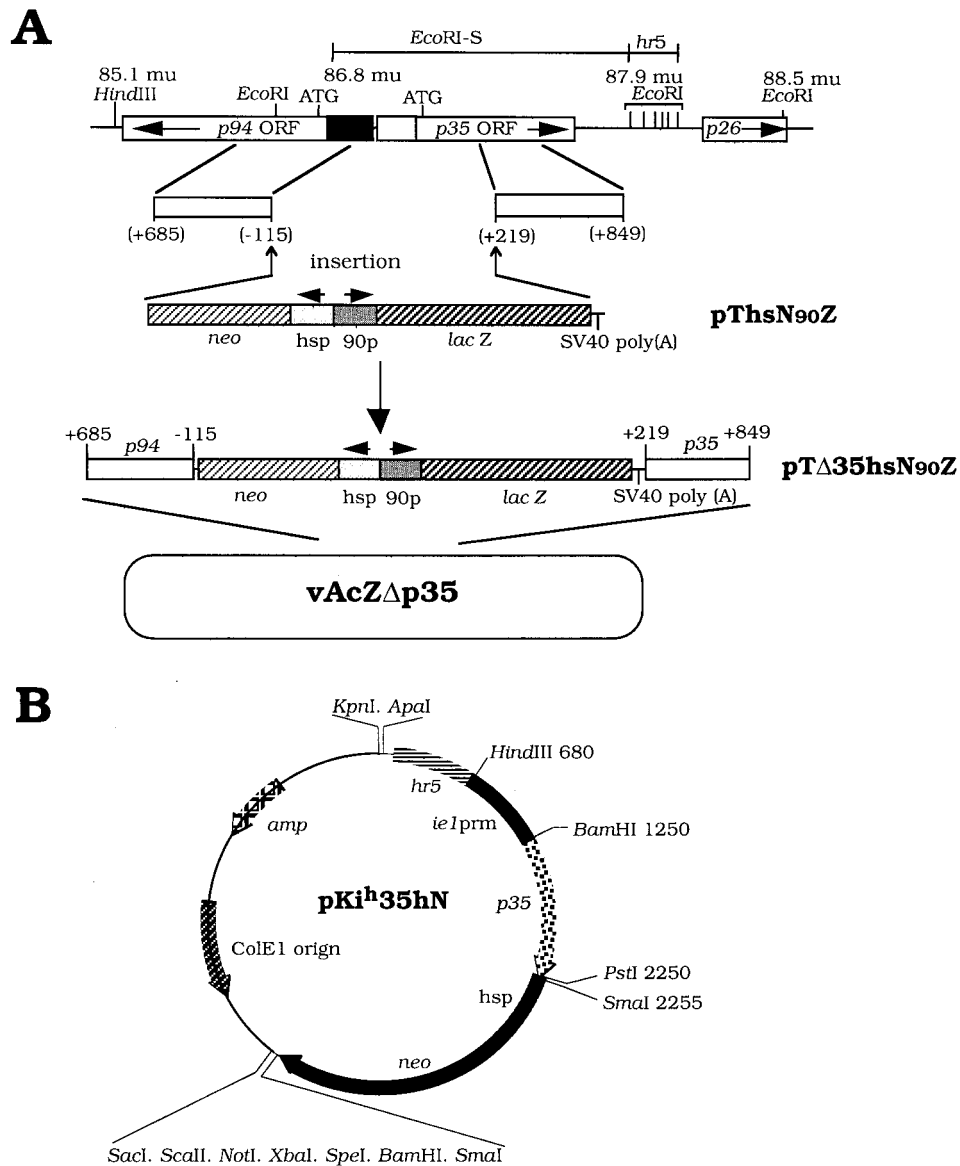 A
EcoRI-S
hr5
85.1 mu
86.8 mu
87.9 mu
88.5 mu
HindIII
EcoRI
ATG
ATG
EcoRI
EcoRI
p94 ORF
p35 ORF
p26
(+685)
(-115)
(+219)
(+849)
insertion
pThsN90Z
neo
hsp
90p
lac Z
SV40 poly(A)
+685
p94
-115
+219
p35
+849
pTΔ35hsN90Z
neo
hsp
90p
lac Z
SV40 poly (A)
vAcZΔp35
B
KpnI. ApaI
HindIII 680
hr5
ie1prm
BamHI 1250
amp
pKiʰ35hN
p35
ColE1 orign
PstI 2250
hsp
SmaI 2255
neo
SacI. ScaII. NotI. XbaI. SpeI. BamHI. SmaI